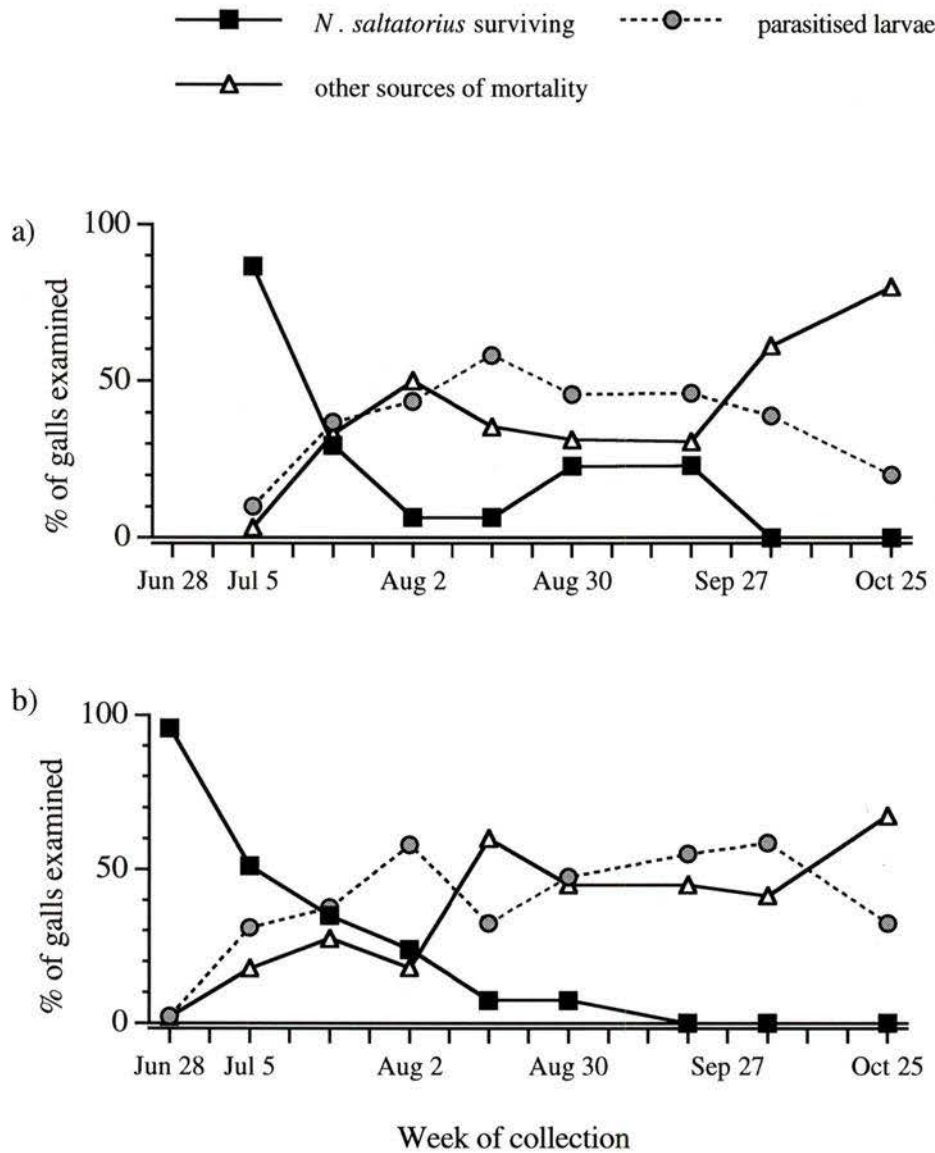 N. saltatorius surviving
parasitised larvae
other sources of mortality
a)
% of galls examined
100
50
0
Jun 28 Jul 5 Aug 2 Aug 30 Sep 27 Oct 25
b)
% of galls examined
100
50
0
Jun 28 Jul 5 Aug 2 Aug 30 Sep 27 Oct 25
Week of collection